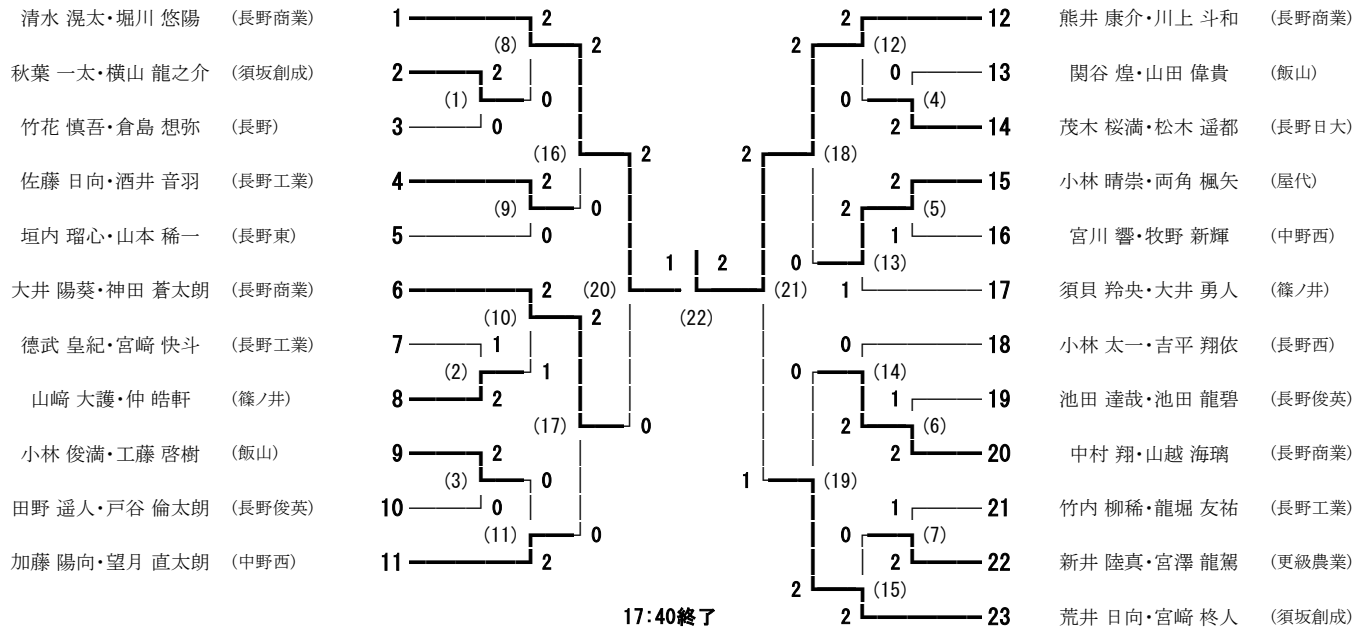 清水 滉太・堀川 悠陽 (長野商業) 1 2 2 12 熊井 康介・川上 斗和 (長野商業)
(8) 2 2 (12)
秋葉 一太・横山 龍之介 (須坂創成) 2 2 0 13 関谷 煌・山田 偉貴 (飯山)
(1) 0 0 (4)
竹花 慎吾・倉島 想弥 (長野) 3 0 2 14 茂木 桜満・松木 遥都 (長野日大)
(16) 2 2 (18)
佐藤 日向・酒井 音羽 (長野工業) 4 2 2 15 小林 晴崇・両角 楓矢 (屋代)
(9) 0 2 (5)
垣内 瑠心・山本 稀一 (長野東) 5 0 1 16 宮川 響・牧野 新輝 (中野西)
1 2 0 (13)
大井 陽葵・神田 蒼太朗 (長野商業) 6 2 (20) (21) 1 17 須貝 羚央・大井 勇人 (篠ノ井)
(10) 2 (22)
德武 皇紀・宮﨑 快斗 (長野工業) 7 1 0 18 小林 太一・吉平 翔依 (長野西)
(2) 1 0 (14)
山﨑 大護・仲 皓軒 (篠ノ井) 8 2 1 19 池田 達哉・池田 龍碧 (長野俊英)
(17) 0 2 (6)
小林 俊満・工藤 啓樹 (飯山) 9 2 2 20 中村 翔・山越 海璃 (長野商業)
(3) 0 1 (19)
田野 遥人・戸谷 倫太朗 (長野俊英) 10 0 1 21 竹内 柳稀・龍堀 友祐 (長野工業)
(11) 0 0 (7)
加藤 陽向・望月 直太朗 (中野西) 11 2 2 22 新井 陸真・宮澤 龍駕 (更級農業)
2 (15)
17:40終了 2 23 荒井 日向・宮﨑 柊人 (須坂創成)